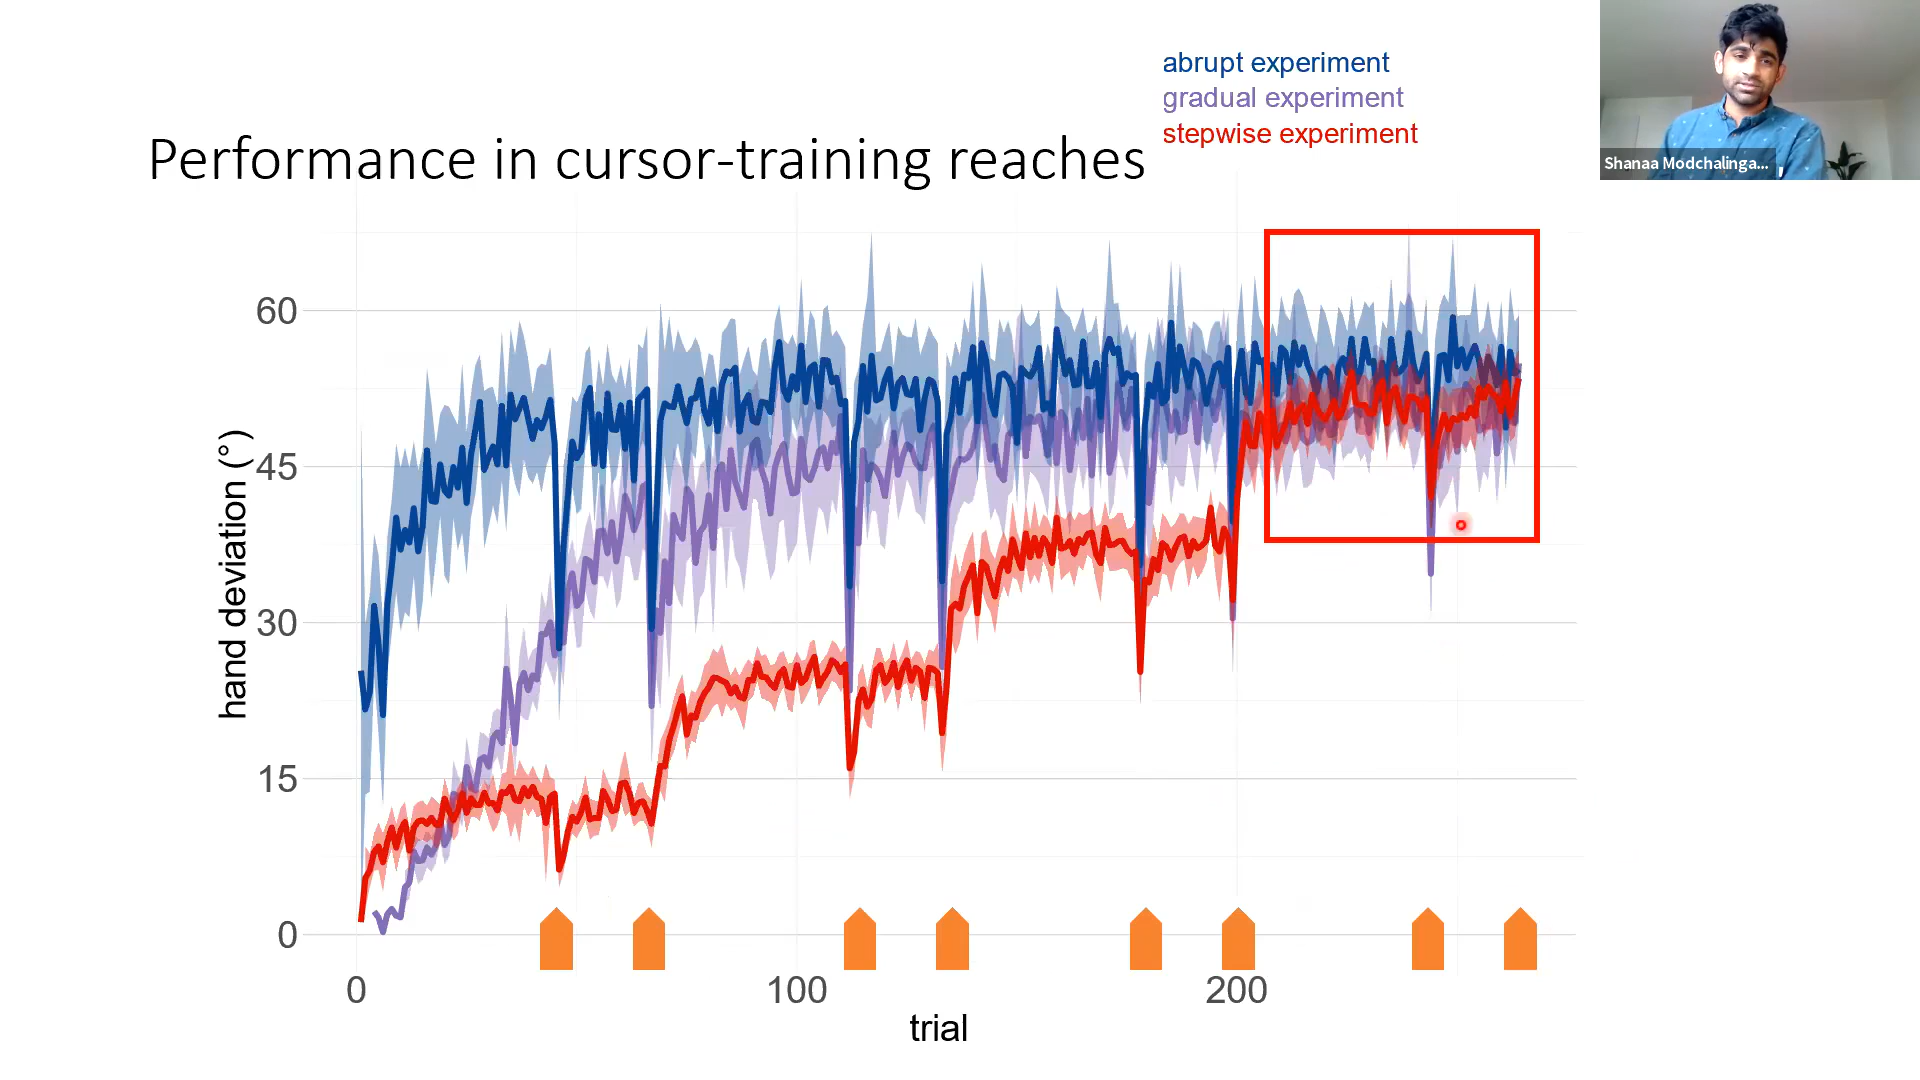 abrupt experiment
gradual experiment
stepwise experiment
Performance in cursor-training reaches
Shanaa Modchalinga...
60
45
30
15
0
hand deviation (°)
0 100 200
trial